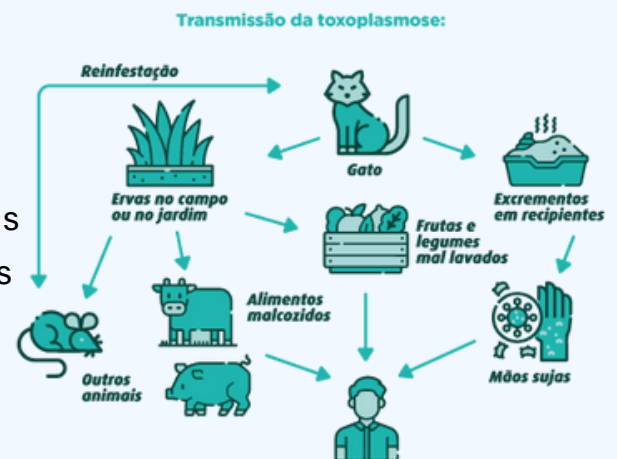 Transmissão da toxoplasmose:
Reinfestação
Gato
Ervas no campo
ou no jardim
Excrementos
em recipientes
s
Frutas e
legumes
mal lavados
s
Alimentos
malcozidos
Outros
animais
Mãos sujas